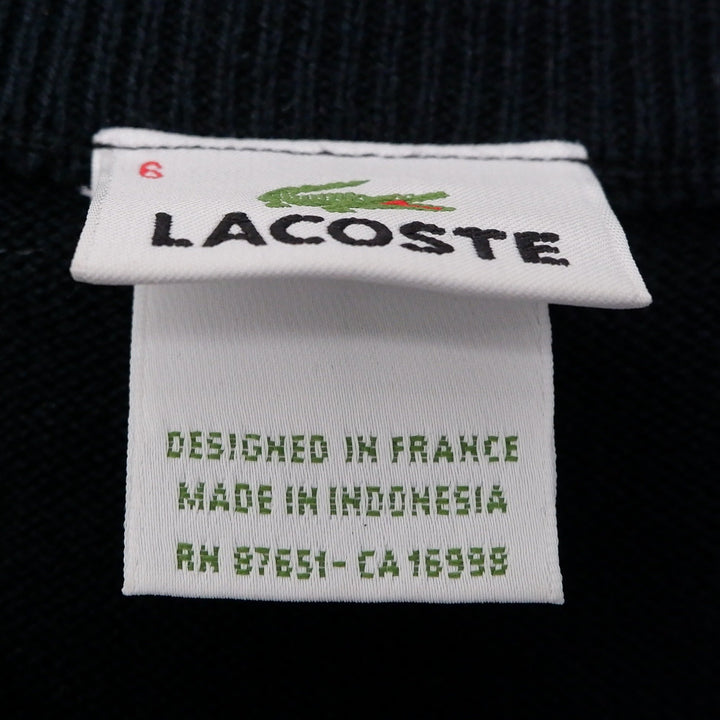 6
LACOSTE
DESIGNED IN FRANCE
MADE IN INDONESIA
RN 87651-CA 16999